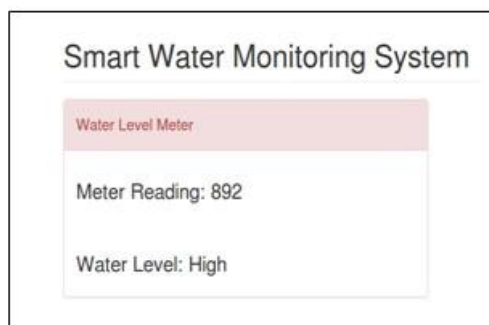 Smart Water Monitoring System
Water Level Meter
Meter Reading: 892
Water Level: High